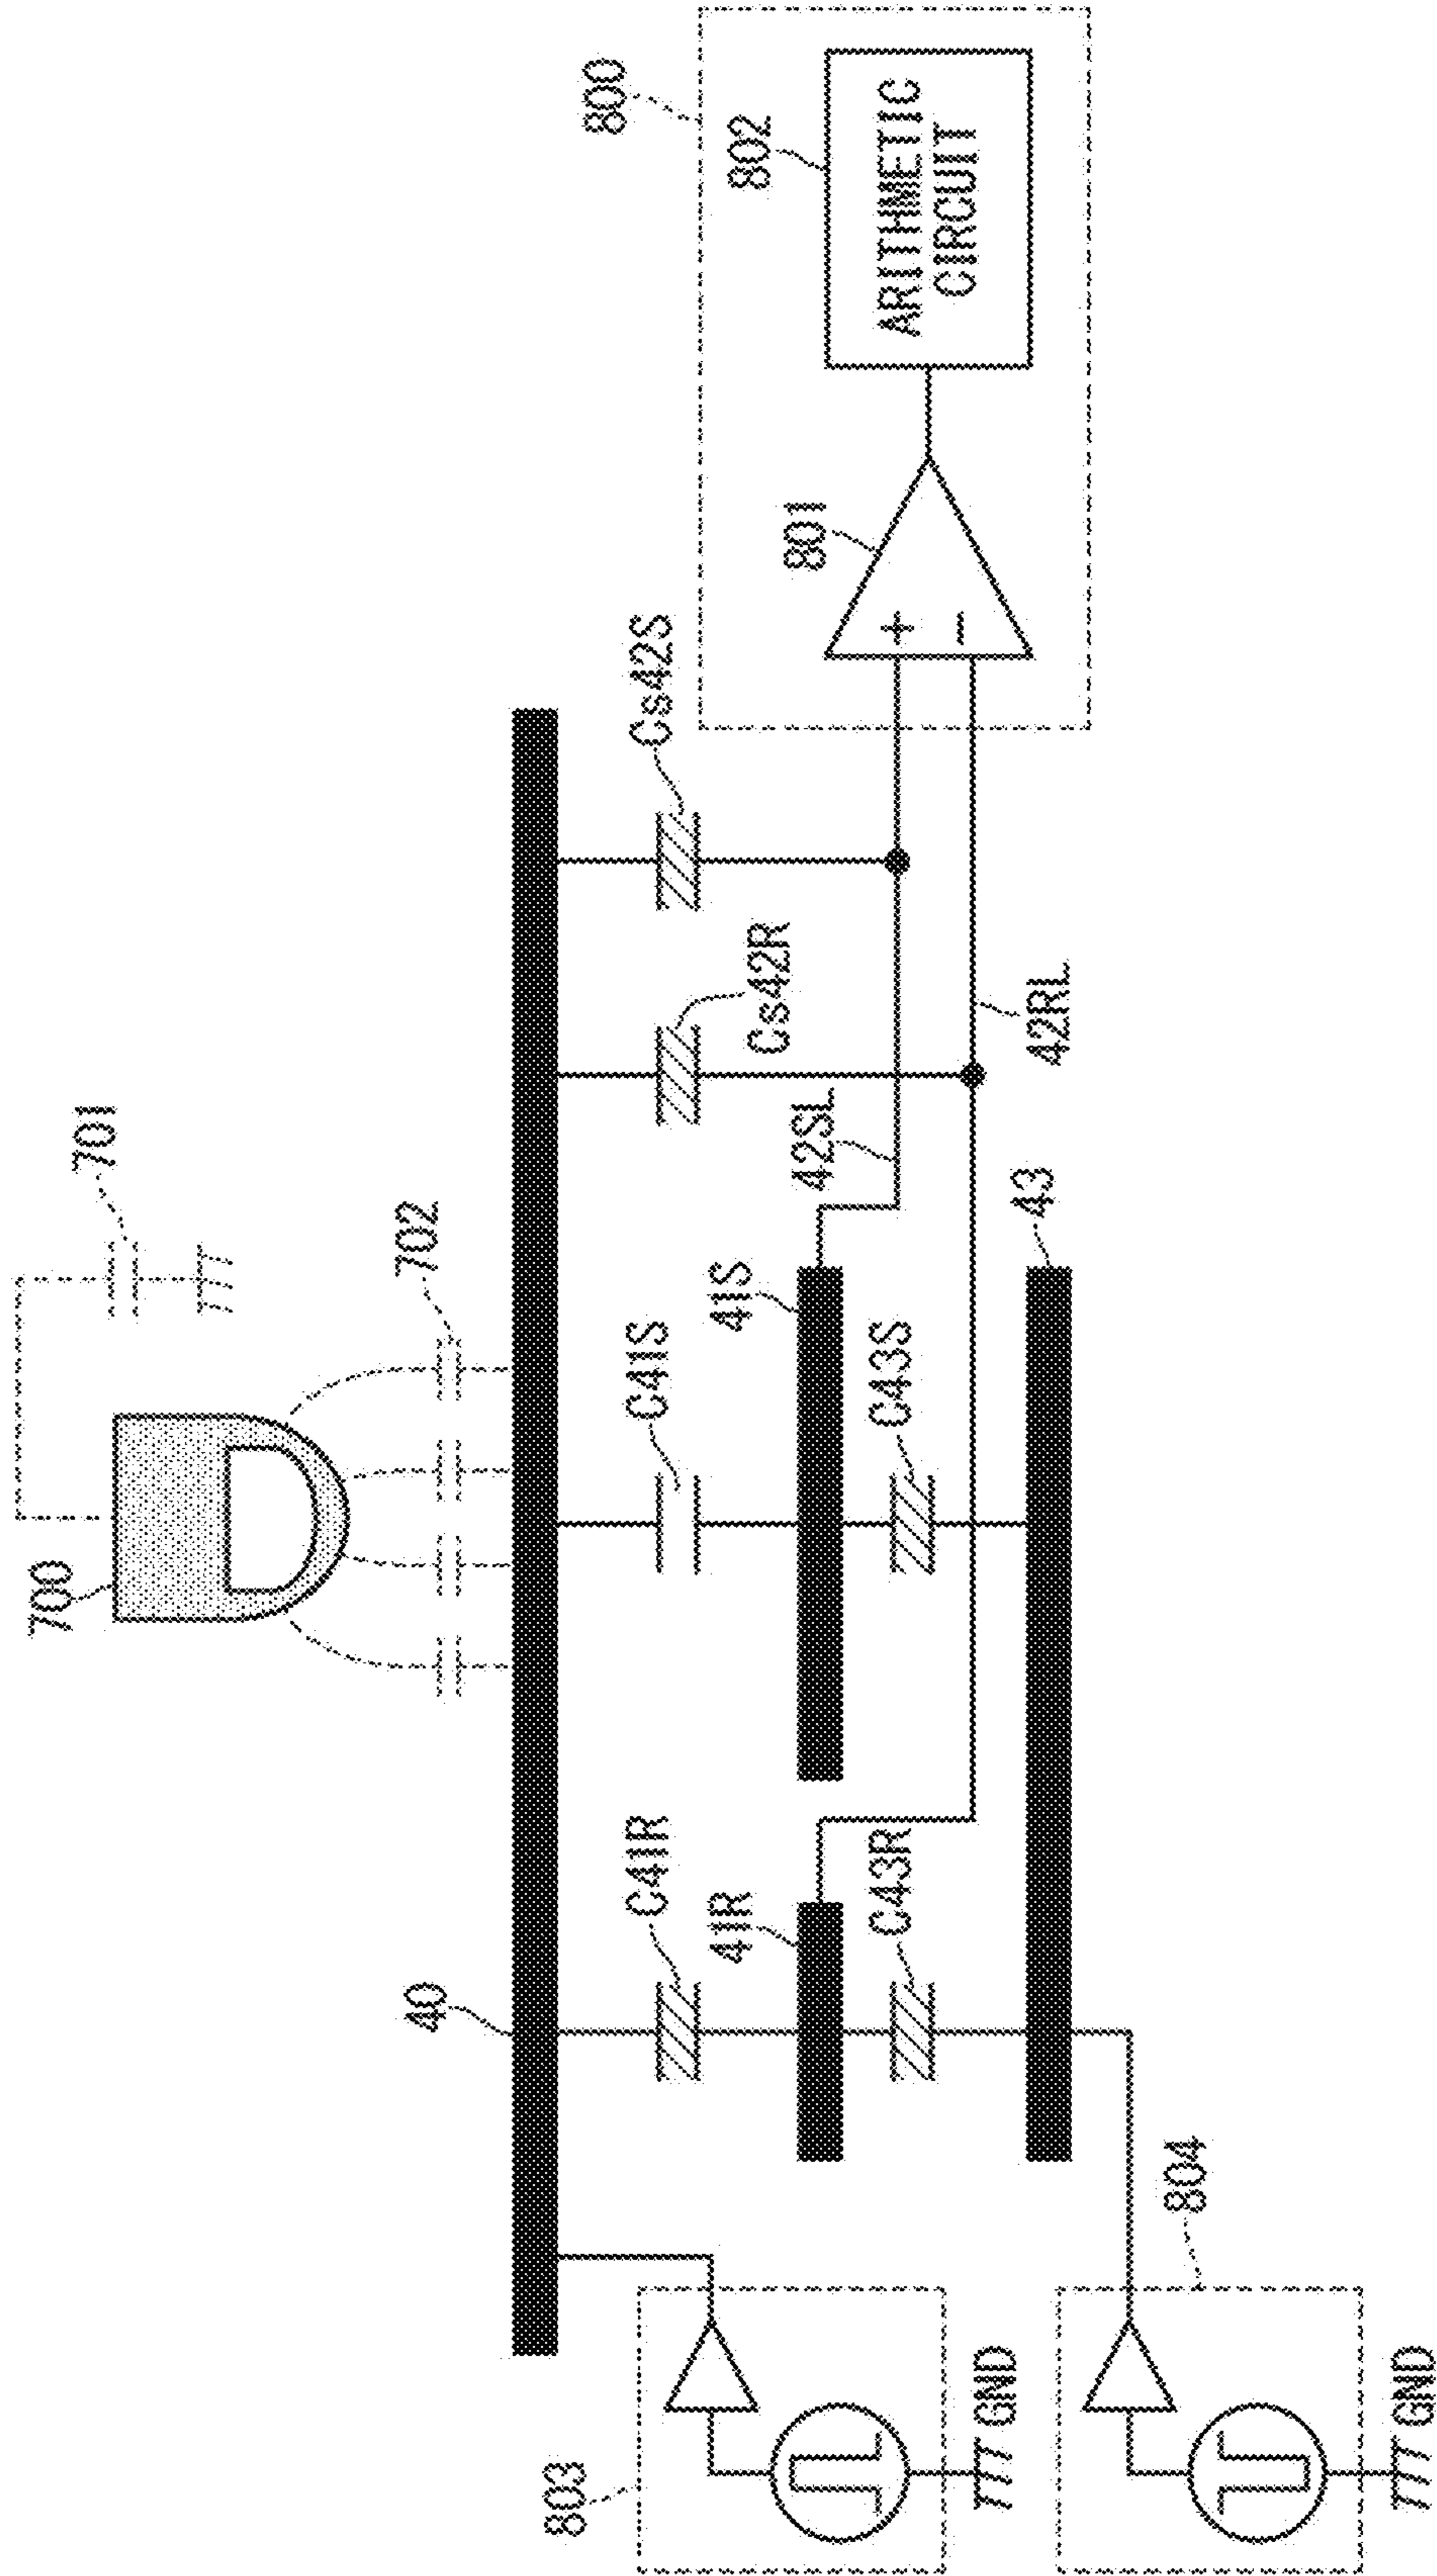 700
701
702
40
C41R
C41S
Cs42R
Cs42S
41R
41S
42SL
42RL
C43R
C43S
43
800
801
+
−
802
ARITHMETIC
CIRCUIT
803
GND
804
GND